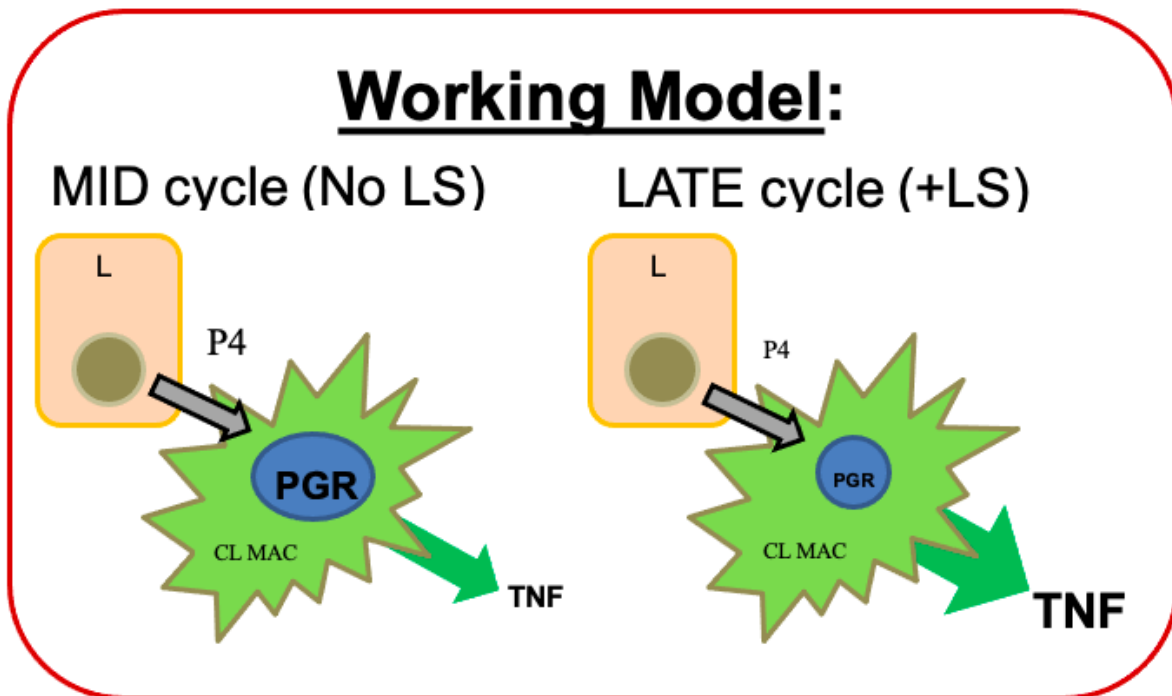 Working Model:
MID cycle (No LS)
LATE cycle (+LS)
L
P4
PGR
CL MAC
TNF
L
P4
PGR
CL MAC
TNF